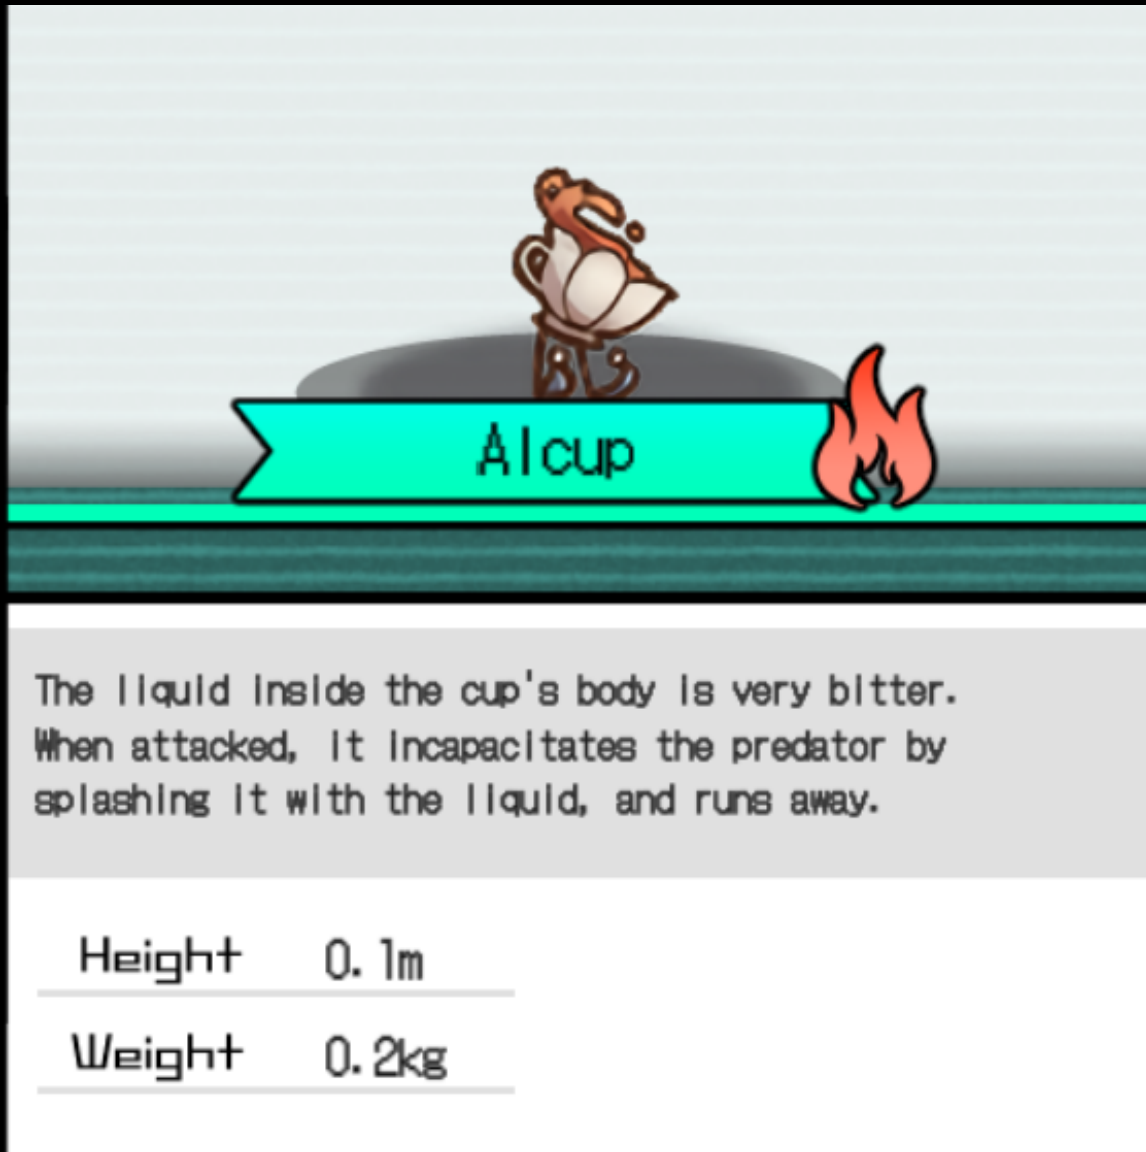 Alcup
The liquid inside the cup's body is very bitter.
When attacked, it incapacitates the predator by
splashing it with the liquid, and runs away.
Height 0.1m
Weight 0.2kg